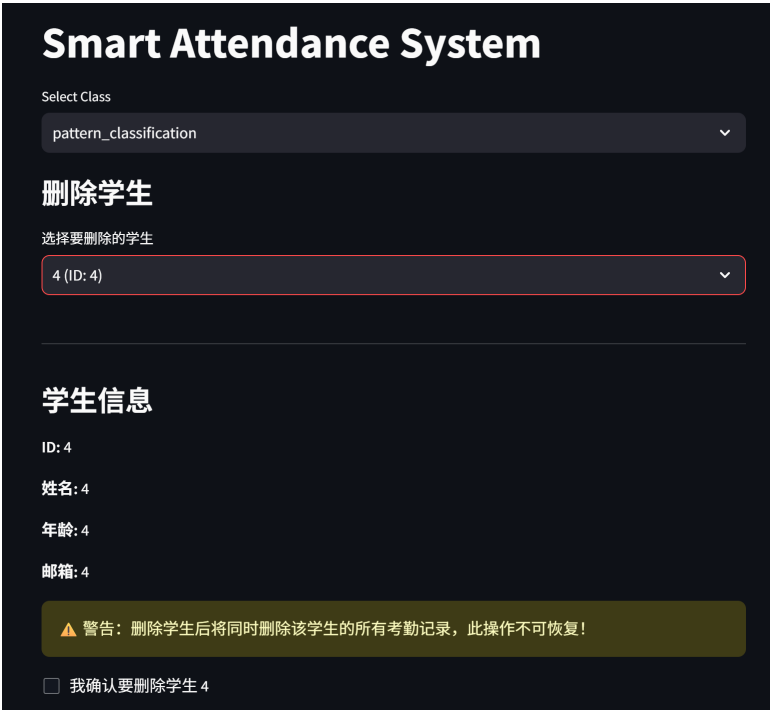 Smart Attendance System
Select Class
pattern_classification
删除学生
选择要删除的学生
4 (ID: 4)
学生信息
ID: 4
姓名: 4
年龄: 4
邮箱: 4
⚠️ 警告：删除学生后将同时删除该学生的所有考勤记录，此操作不可恢复！
我确认要删除学生 4